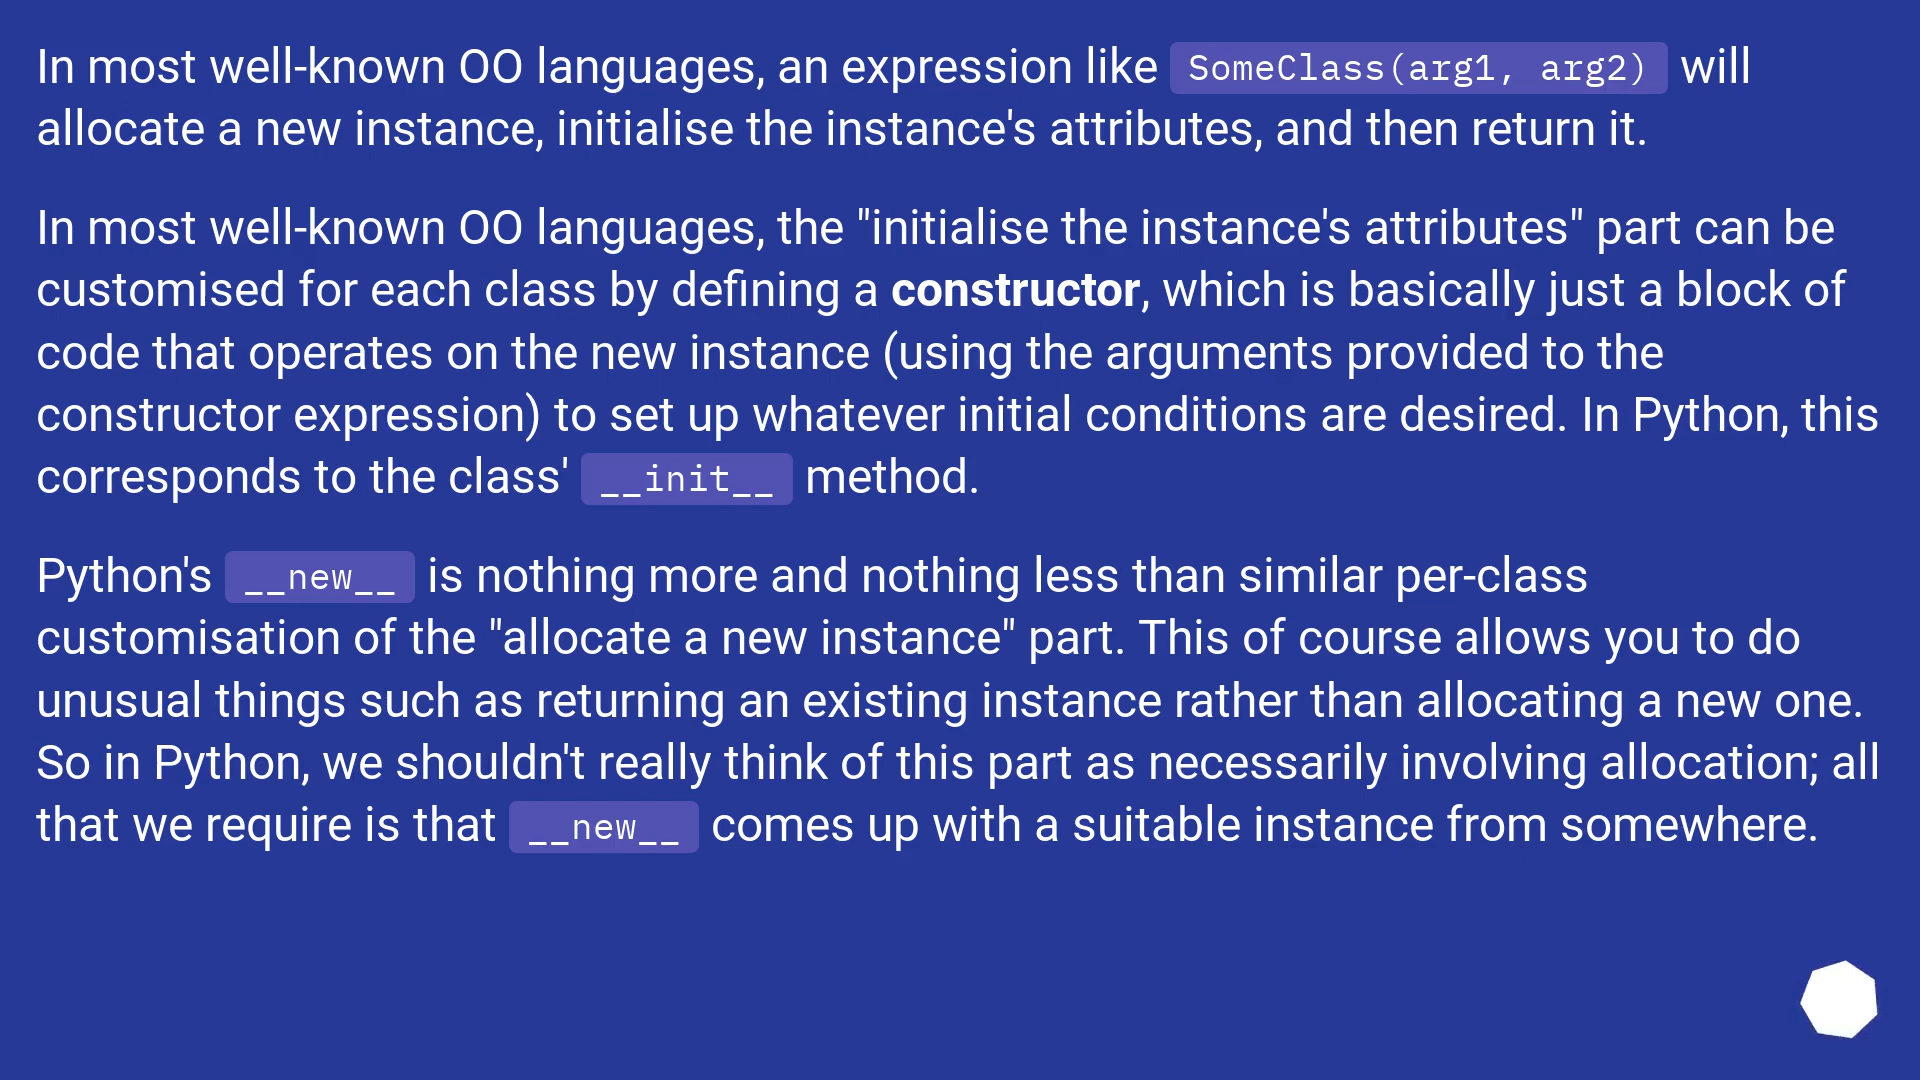 In most well-known OO languages, an expression like SomeClass(arg1, arg2) will
allocate a new instance, initialise the instance's attributes, and then return it.
In most well-known OO languages, the "initialise the instance's attributes" part can be
customised for each class by defining a constructor, which is basically just a block of
code that operates on the new instance (using the arguments provided to the
constructor expression) to set up whatever initial conditions are desired. In Python, this
corresponds to the class' __init__ method.
Python's __new__ is nothing more and nothing less than similar per-class
customisation of the "allocate a new instance" part. This of course allows you to do
unusual things such as returning an existing instance rather than allocating a new one.
So in Python, we shouldn't really think of this part as necessarily involving allocation; all
that we require is that __new__ comes up with a suitable instance from somewhere.